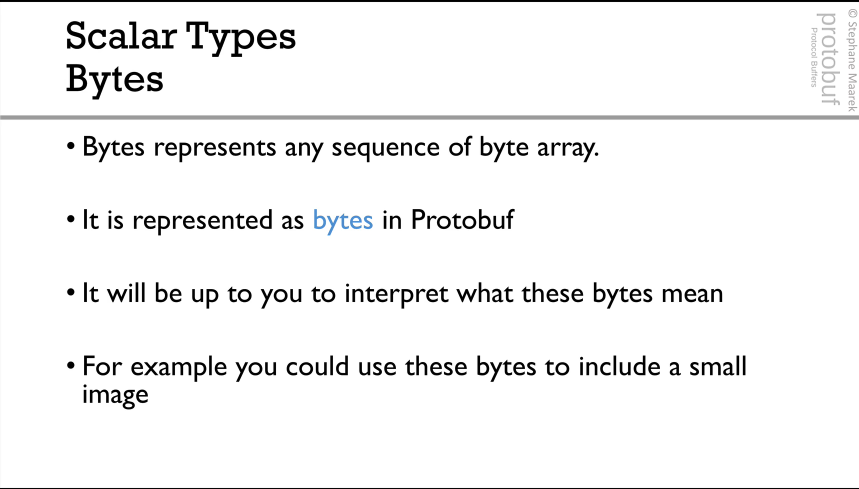 Scalar Types
Bytes
• Bytes represents any sequence of byte array.
• It is represented as bytes in Protobuf
• It will be up to you to interpret what these bytes mean
• For example you could use these bytes to include a small
image
© Stephane Maarek
protobuf
Protocol Buffers